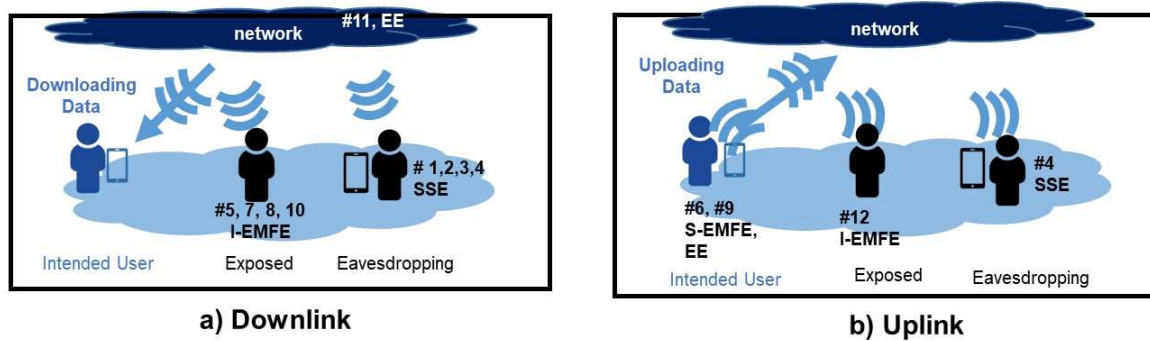 #11, EE
network
Downloading
Data
# 1,2,3,4
SSE
#5, 7, 8, 10
I-EMFE
Intended User
Exposed
Eavesdropping
a) Downlink
network
Uploading
Data
#4
SSE
#6, #9
S-EMFE,
EE
#12
I-EMFE
Intended User
Exposed
Eavesdropping
b) Uplink